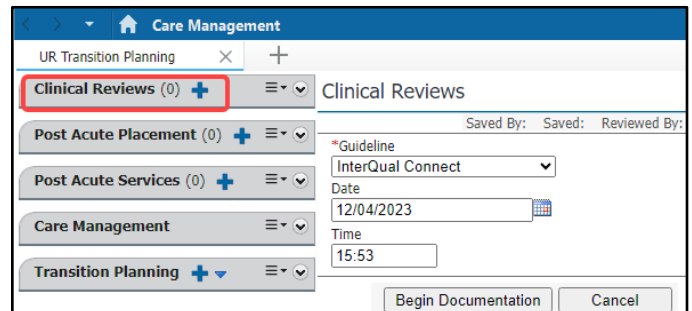 Care Management
UR Transition Planning
Clinical Reviews (0)
Post Acute Placement (0)
Post Acute Services (0)
Care Management
Transition Planning
Clinical Reviews
Saved By: Saved: Reviewed By:
*Guideline
InterQual Connect
Date
12/04/2023
Time
15:53
Begin Documentation Cancel